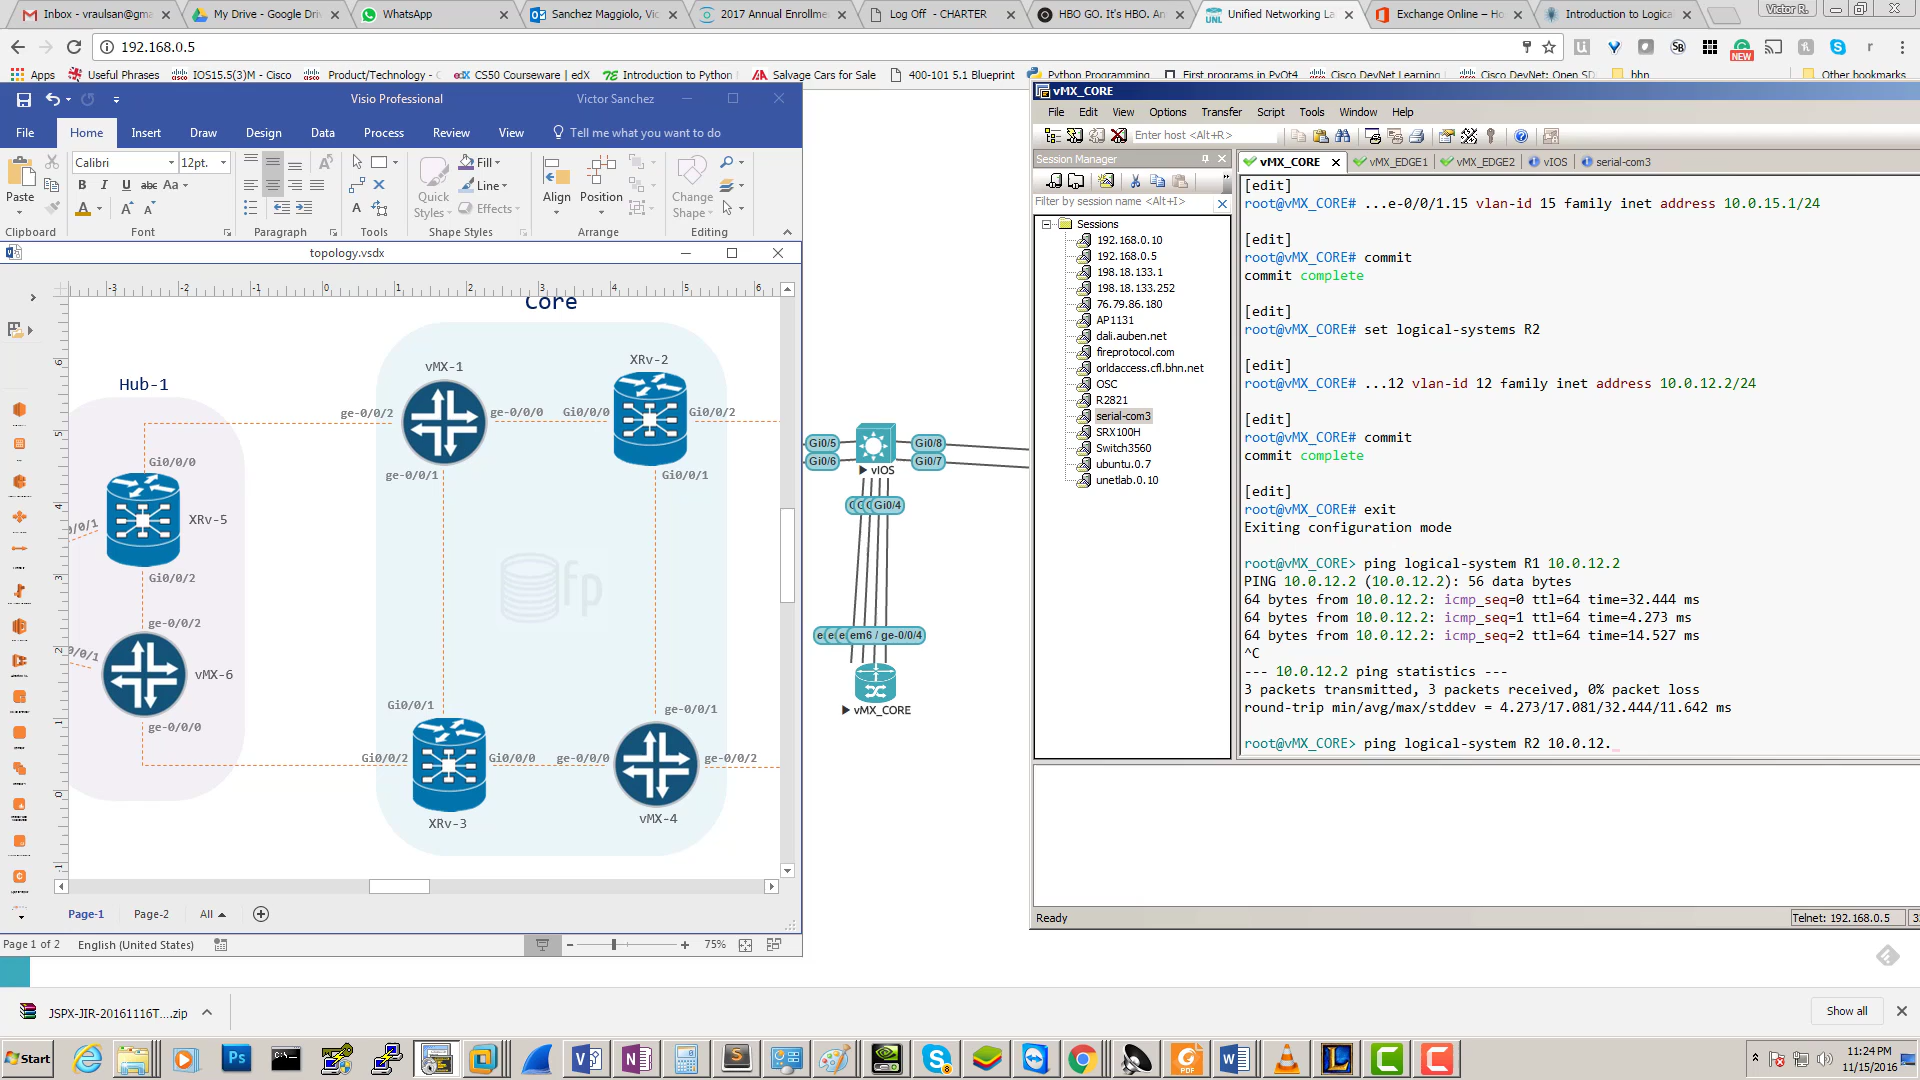 Inbox - vraulsan@gma
My Drive - Google Dri
WhatsApp
Sanchez Maggiolo, Vic
2017 Annual Enrollme
Log Off - CHARTER
HBO GO. It's HBO. An
Unified Networking La
Exchange Online – Ho
Introduction to Logica
Victor R.
192.168.0.5
Apps
Useful Phrases
IOS15.5(3)M - Cisco
Product/Technology -
CS50 Courseware | edX
Introduction to Python
Salvage Cars for Sale
400-101 5.1 Blueprint
Python Programming
First programs in PyQt4
Cisco DevNet Learning
Cisco DevNet: Open SD
bhn
Other bookmarks
Visio Professional
Victor Sanchez
File
Home
Insert
Draw
Design
Data
Process
Review
View
Tell me what you want to do
Paste
Calibri
12pt.
Quick Styles
Fill
Line
Effects
Align
Position
Change Shape
Clipboard
Font
Paragraph
Tools
Shape Styles
Arrange
Editing
topology.vsdx
Core
Hub-1
vMX-1
XRv-2
ge-0/0/2
ge-0/0/0
Gi0/0/0
Gi0/0/2
Gi0/0/0
ge-0/0/1
Gi0/0/1
XRv-5
Gi0/0/2
ge-0/0/2
vMX-6
ge-0/0/0
Gi0/0/1
ge-0/0/1
Gi0/0/2
Gi0/0/0
ge-0/0/0
ge-0/0/2
XRv-3
vMX-4
fp
Page-1
Page-2
All
Page 1 of 2
English (United States)
75%
Gi0/5
Gi0/6
Gi0/8
Gi0/7
vIOS
Gi0/4
em6 / ge-0/0/4
vMX_CORE
vMX_CORE
File
Edit
View
Options
Transfer
Script
Tools
Window
Help
Enter host <Alt+R>
Session Manager
Filter by session name <Alt+I>
Sessions
192.168.0.10
192.168.0.5
198.18.133.1
198.18.133.252
76.79.86.180
AP1131
dali.auben.net
fireprotocol.com
orldaccess.cfl.bhn.net
OSC
R2821
serial-com3
SRX100H
Switch3560
ubuntu.0.7
unetlab.0.10
vMX_CORE
vMX_EDGE1
vMX_EDGE2
vIOS
serial-com3
[edit]
root@vMX_CORE# ...e-0/0/1.15 vlan-id 15 family inet address 10.0.15.1/24
[edit]
root@vMX_CORE# commit
commit complete
[edit]
root@vMX_CORE# set logical-systems R2
[edit]
root@vMX_CORE# ...12 vlan-id 12 family inet address 10.0.12.2/24
[edit]
root@vMX_CORE# commit
commit complete
[edit]
root@vMX_CORE# exit
Exiting configuration mode
root@vMX_CORE> ping logical-system R1 10.0.12.2
PING 10.0.12.2 (10.0.12.2): 56 data bytes
64 bytes from 10.0.12.2: icmp_seq=0 ttl=64 time=32.444 ms
64 bytes from 10.0.12.2: icmp_seq=1 ttl=64 time=4.273 ms
64 bytes from 10.0.12.2: icmp_seq=2 ttl=64 time=14.527 ms
^C
--- 10.0.12.2 ping statistics ---
3 packets transmitted, 3 packets received, 0% packet loss
round-trip min/avg/max/stddev = 4.273/17.081/32.444/11.642 ms
root@vMX_CORE> ping logical-system R2 10.0.12.
Ready
Telnet: 192.168.0.5
JSPX-JIR-20161116T....zip
Show all
Start
11:24 PM
11/15/2016